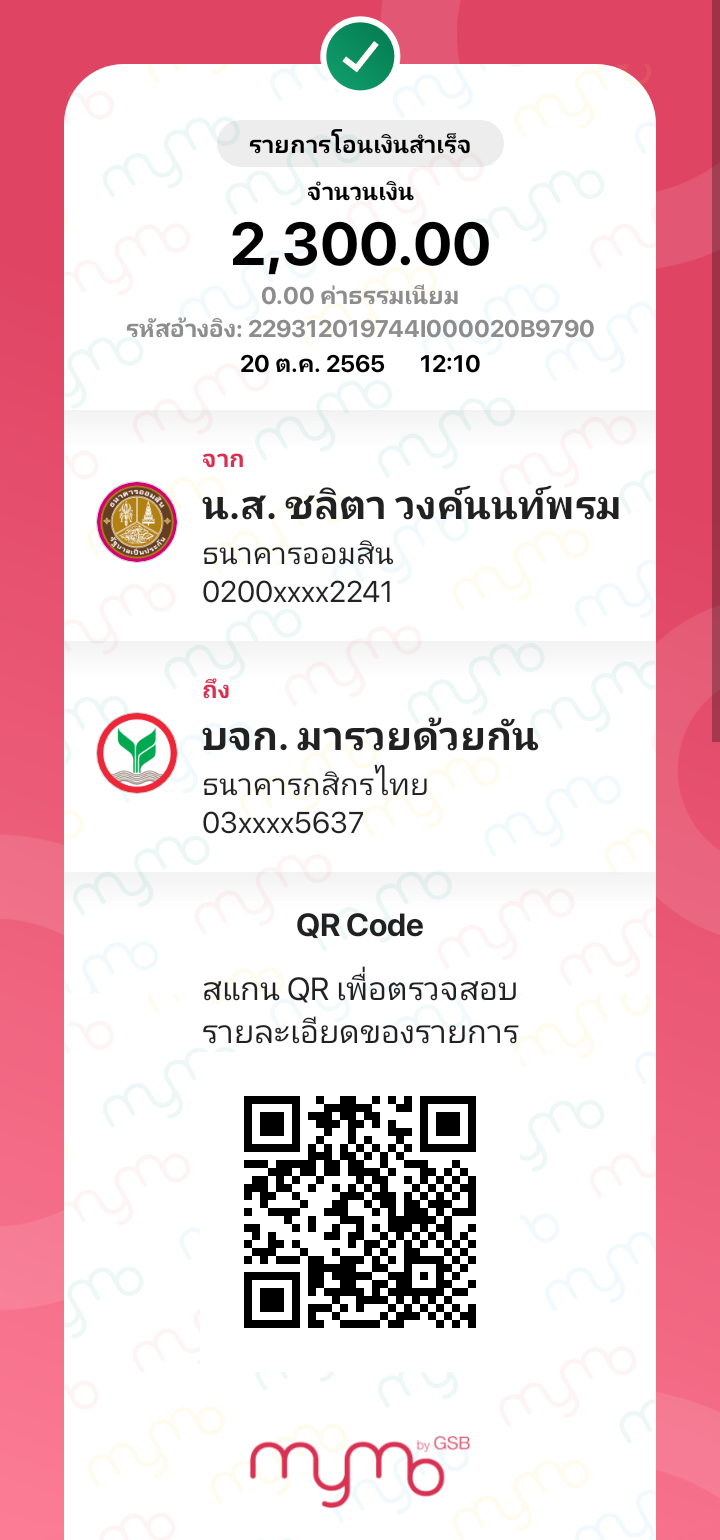 รายการโอนเงินสำเร็จ
จำนวนเงิน
2,300.00
0.00 ค่าธรรมเนียม
รหัสอ้างอิง: 229312019744I000020B9790
20 ต.ค. 2565 12:10
จาก
น.ส. ชลิตา วงค์นนท์พรม
ธนาคารออมสิน
0200xxxx2241
ถึง
บจก. มารวยด้วยกัน
ธนาคารกสิกรไทย
03xxxx5637
QR Code
สแกน QR เพื่อตรวจสอบ
รายละเอียดของรายการ
mymo by GSB